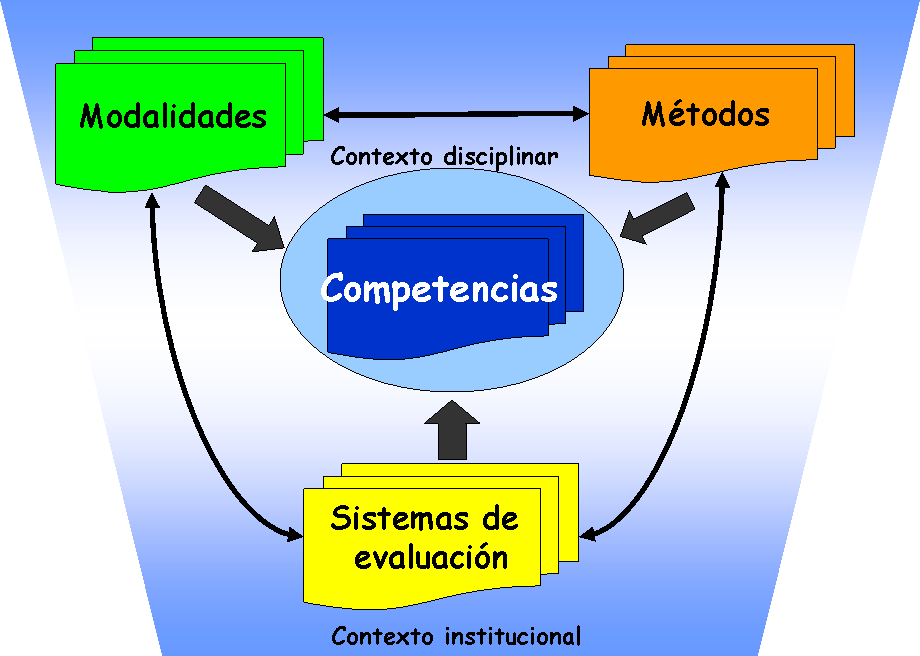 Modalidades
Métodos
Contexto disciplinar
Competencias
Sistemas de
evaluación
Contexto institucional